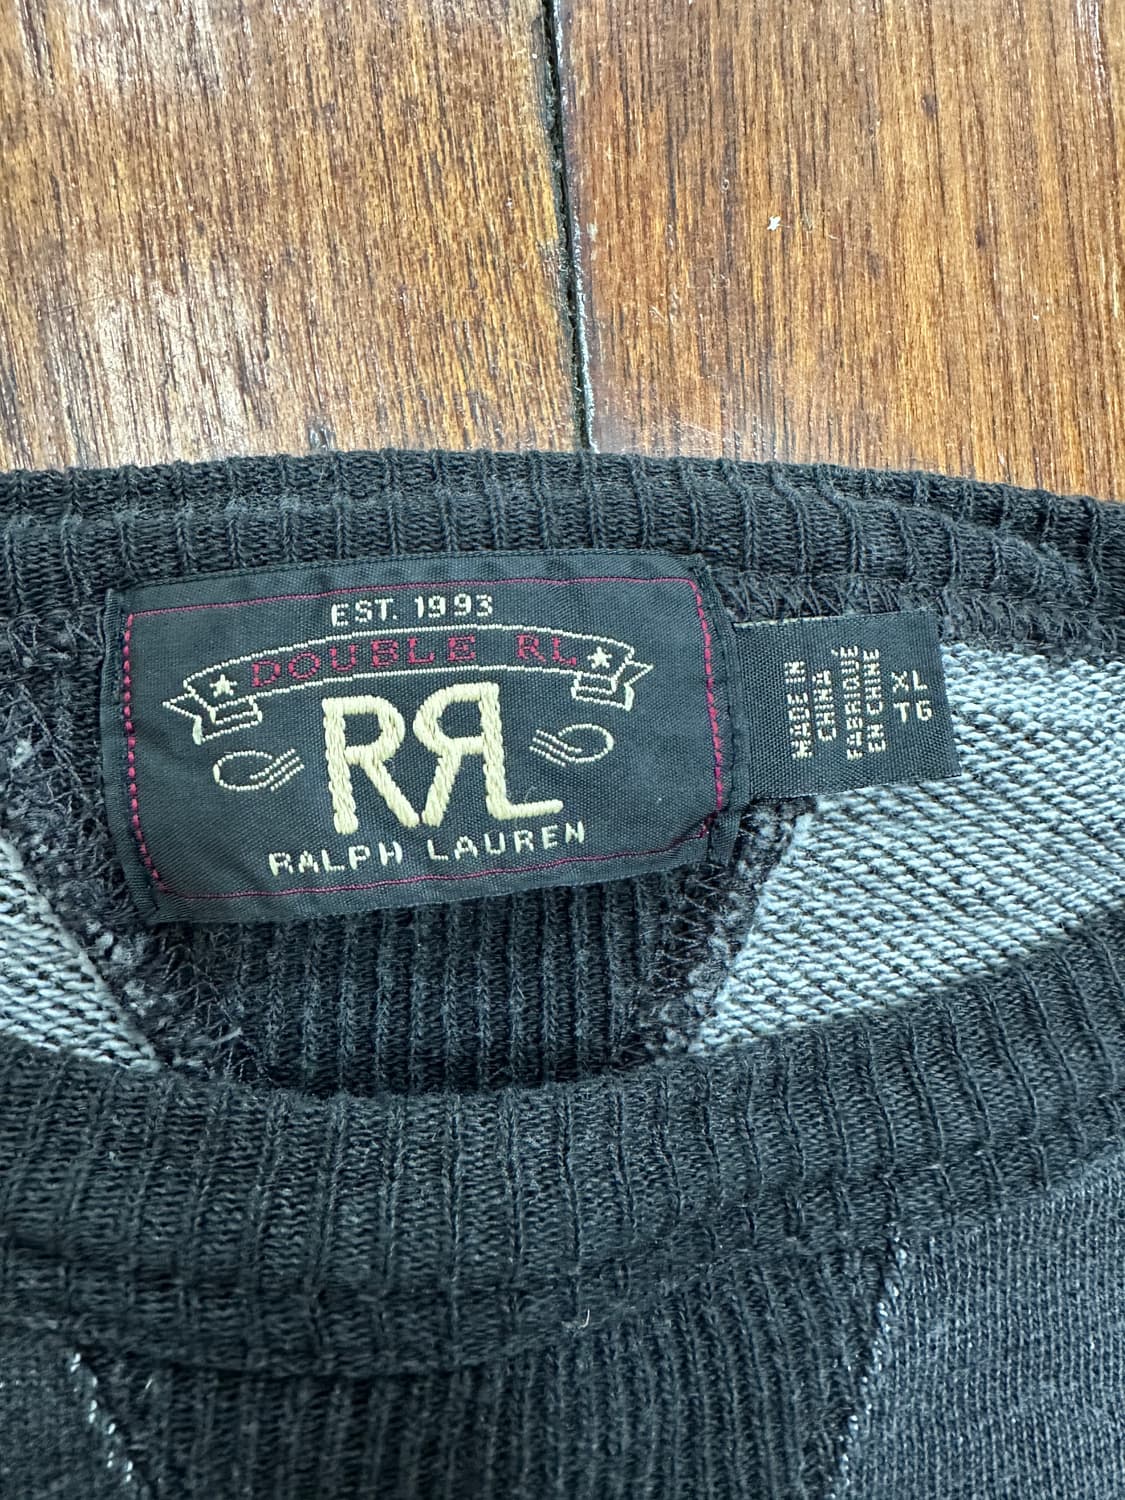 EST. 1993
DOUBLE RL
RRL
RALPH LAUREN
MADE IN
CHINA
FABRIQUÉ
EN CHINE
XL
TG